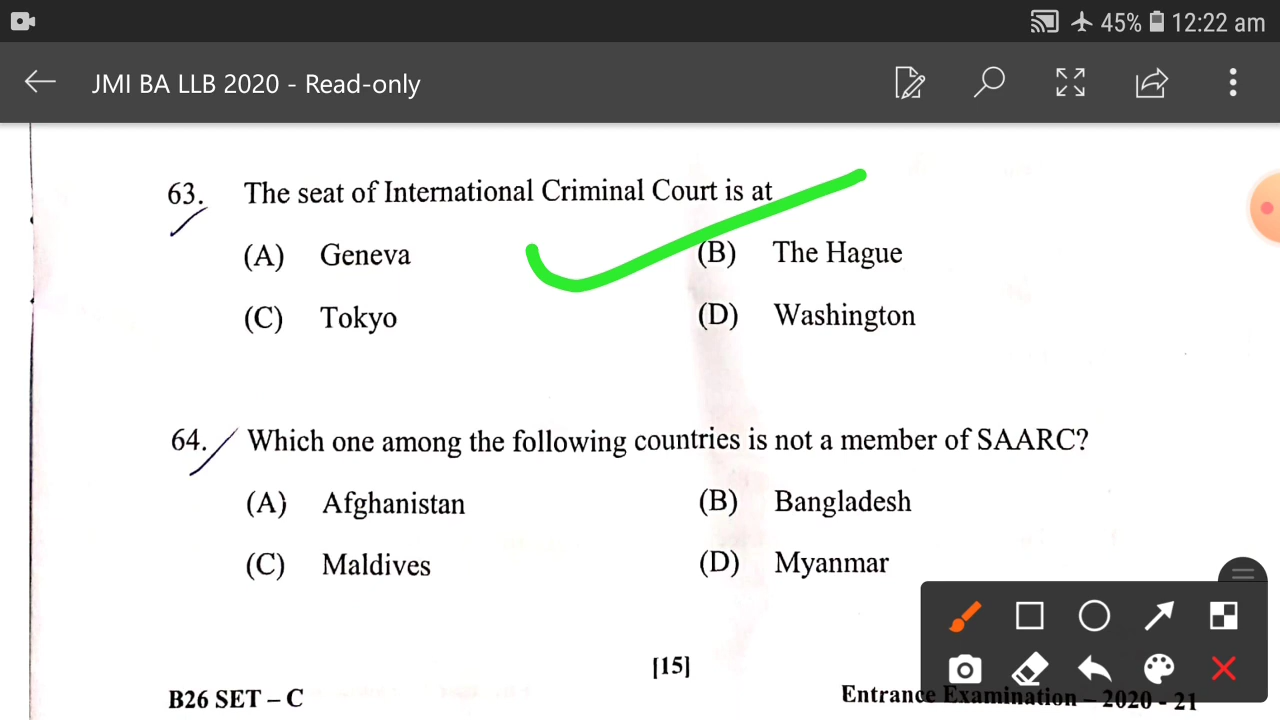 45% 12:22 am
JMI BA LLB 2020 - Read-only
63. The seat of International Criminal Court is at
(A) Geneva (B) The Hague
(C) Tokyo (D) Washington
64. Which one among the following countries is not a member of SAARC?
(A) Afghanistan (B) Bangladesh
(C) Maldives (D) Myanmar
[15]
B26 SET – C Entrance Examination – 2020 - 21